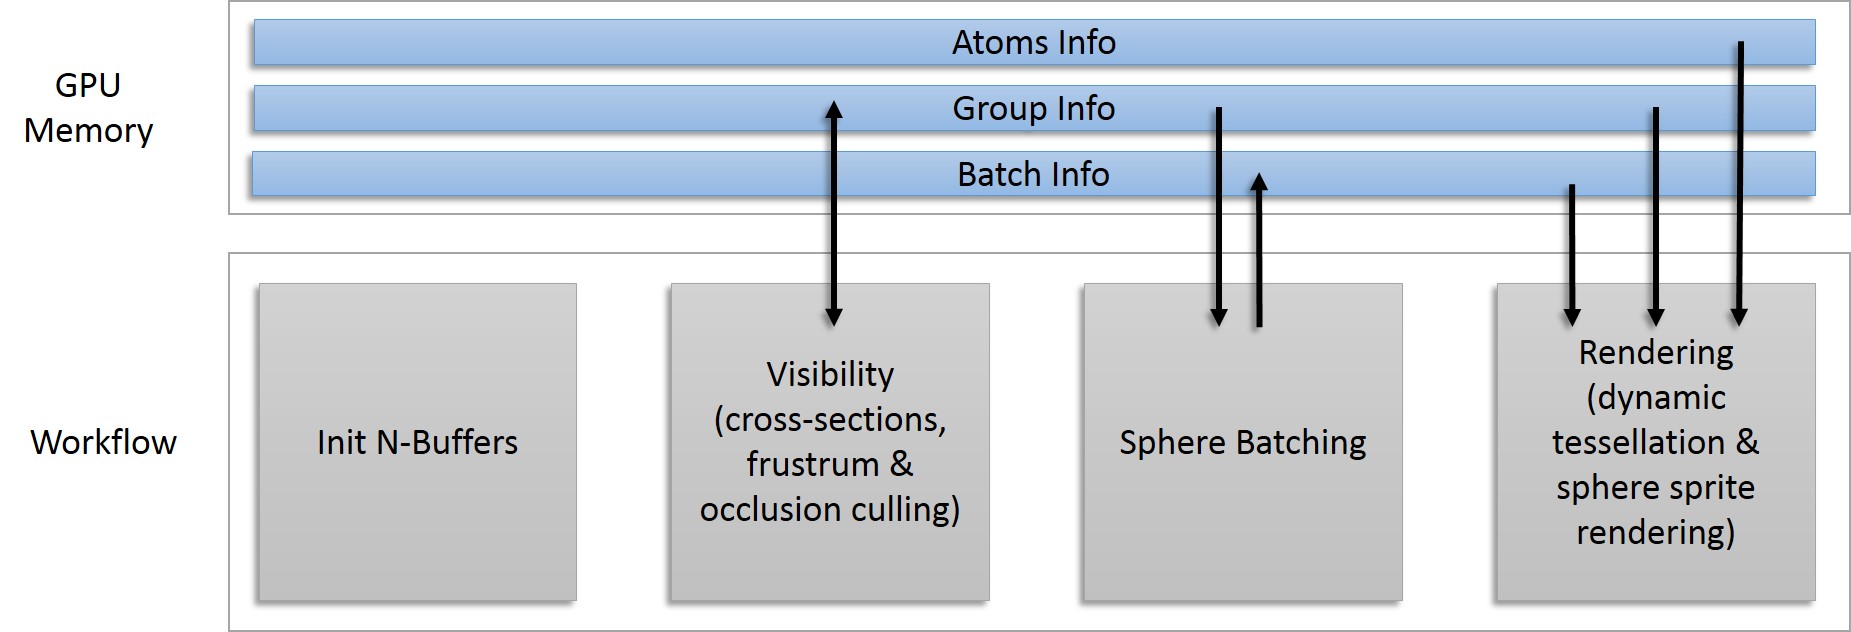 GPU
Memory
Atoms Info
Group Info
Batch Info
Workflow
Init N-Buffers
Visibility
(cross-sections,
frustrum &
occlusion culling)
Sphere Batching
Rendering
(dynamic
tessellation &
sphere sprite
rendering)